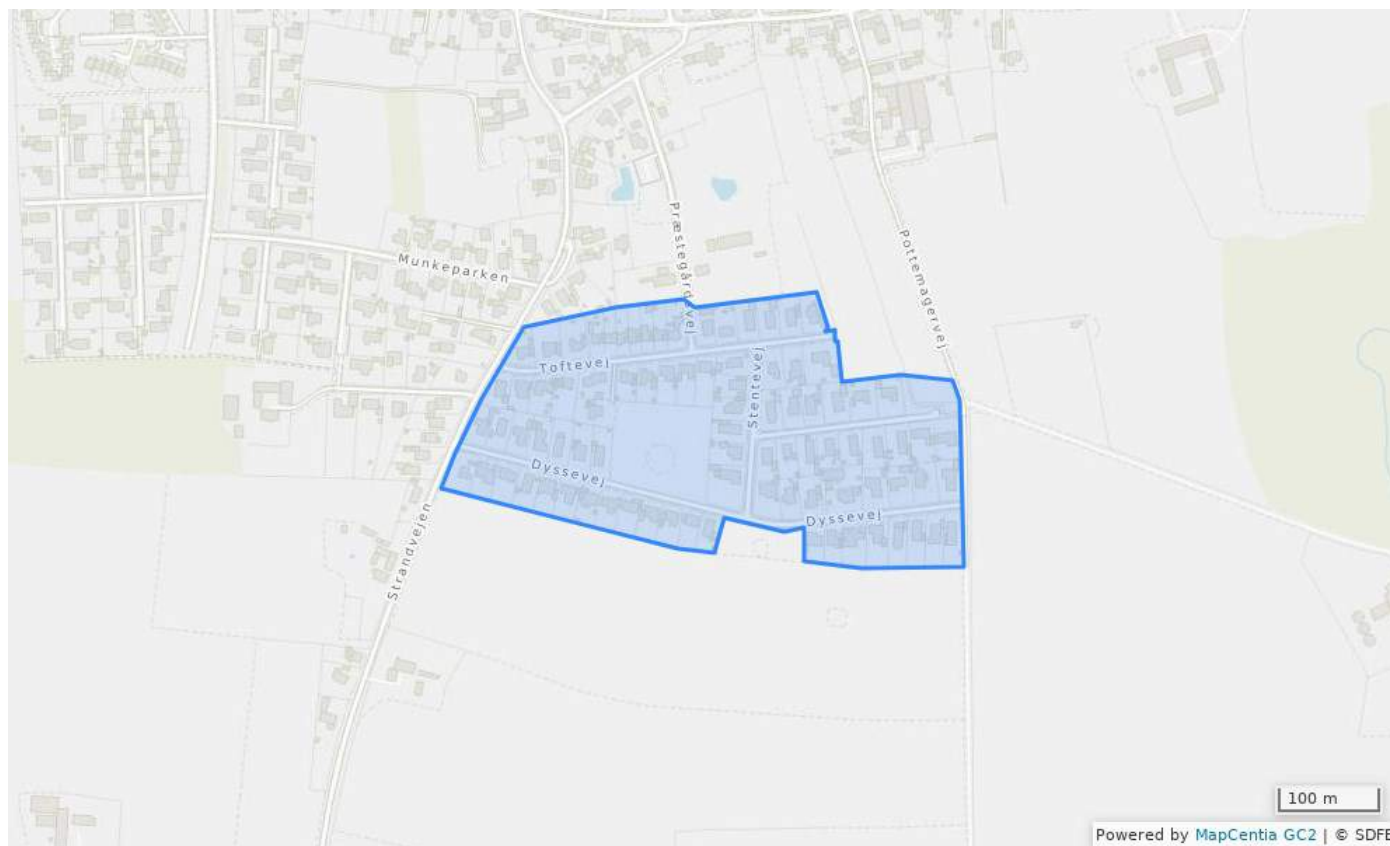 Præstegårdsvej
Pottemagervej
Munkeparken
Toftevej
Stentevej
Dyssevej
Dyssevej
Strandvejen
100 m
Powered by MapCentia GC2 | © SDFE